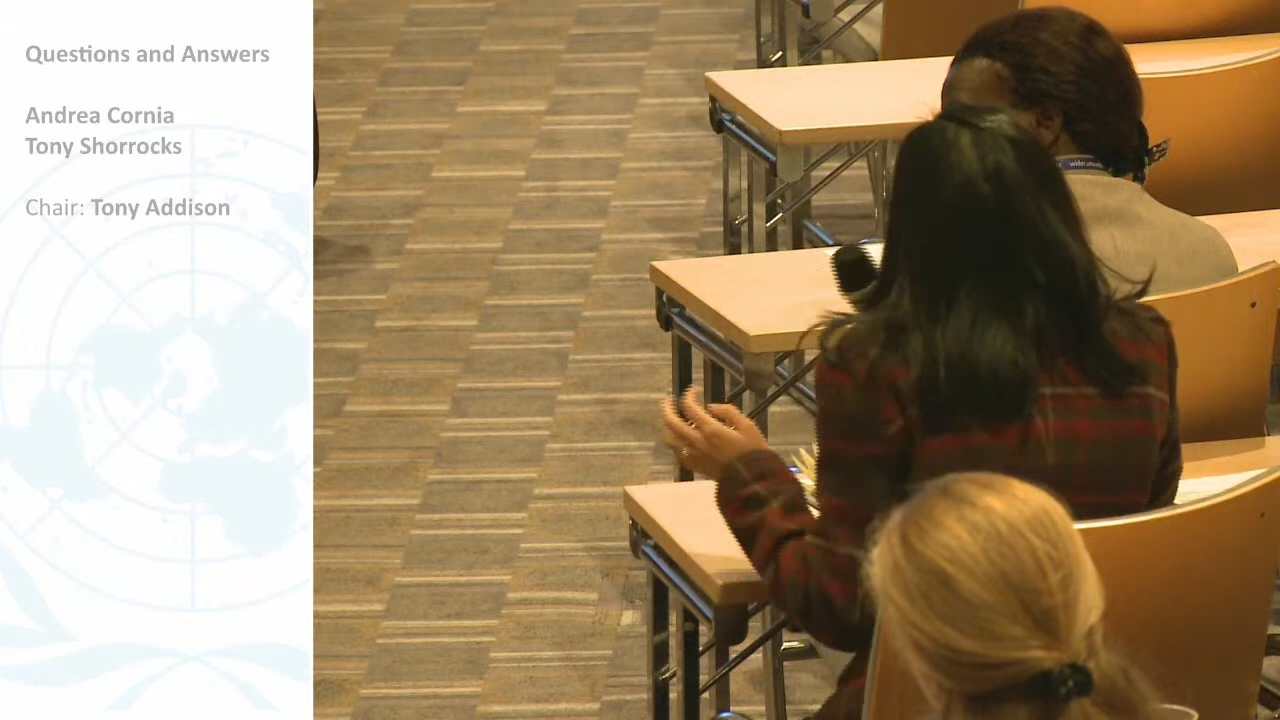 Questions and Answers
Andrea Cornia
Tony Shorrocks
Chair: Tony Addison